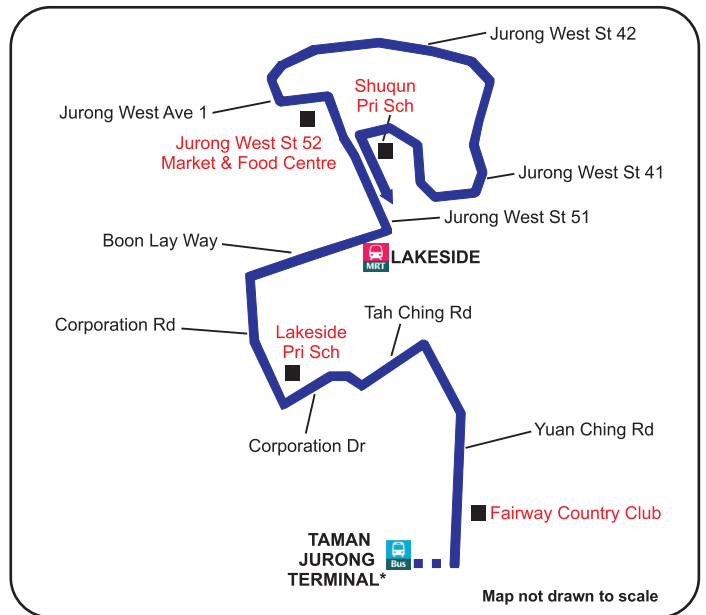 Jurong West St 42
Shuqun
Pri Sch
Jurong West Ave 1
Jurong West St 52
Market & Food Centre
Jurong West St 41
Jurong West St 51
Boon Lay Way
MRT
LAKESIDE
Tah Ching Rd
Corporation Rd
Lakeside
Pri Sch
Corporation Dr
Yuan Ching Rd
Fairway Country Club
TAMAN
JURONG
TERMINAL*
Bus
Map not drawn to scale